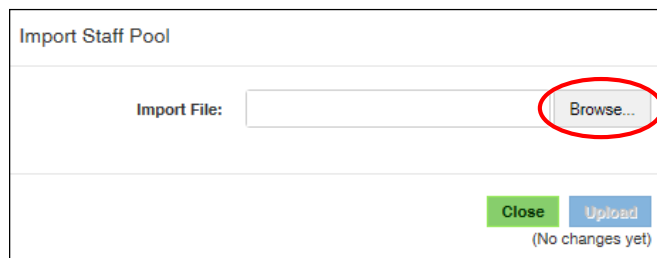 Import Staff Pool
Import File: Browse...
Close Upload
(No changes yet)